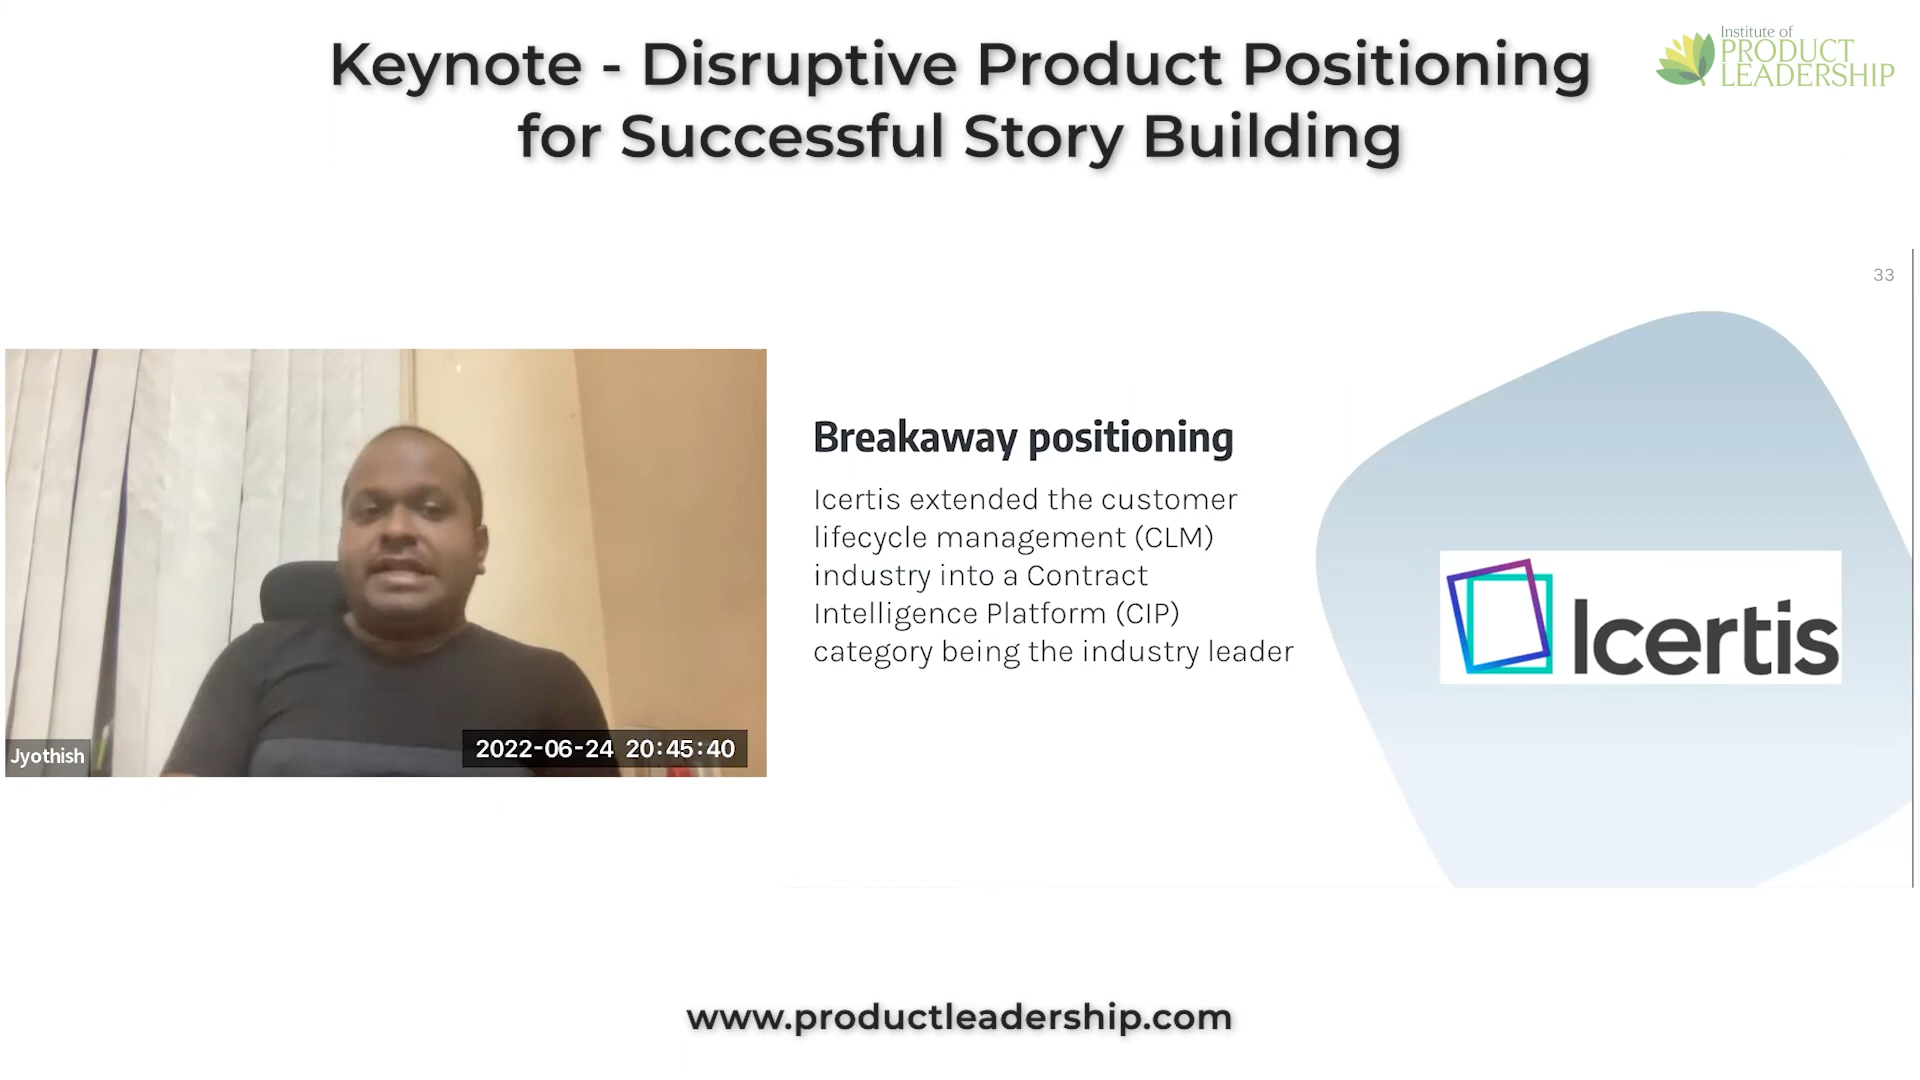 Keynote - Disruptive Product Positioning
for Successful Story Building
Institute of
PRODUCT
LEADERSHIP
33
Breakaway positioning
Icertis extended the customer
lifecycle management (CLM)
industry into a Contract
Intelligence Platform (CIP)
category being the industry leader
Icertis
Jyothish
2022-06-24 20:45:40
www.productleadership.com